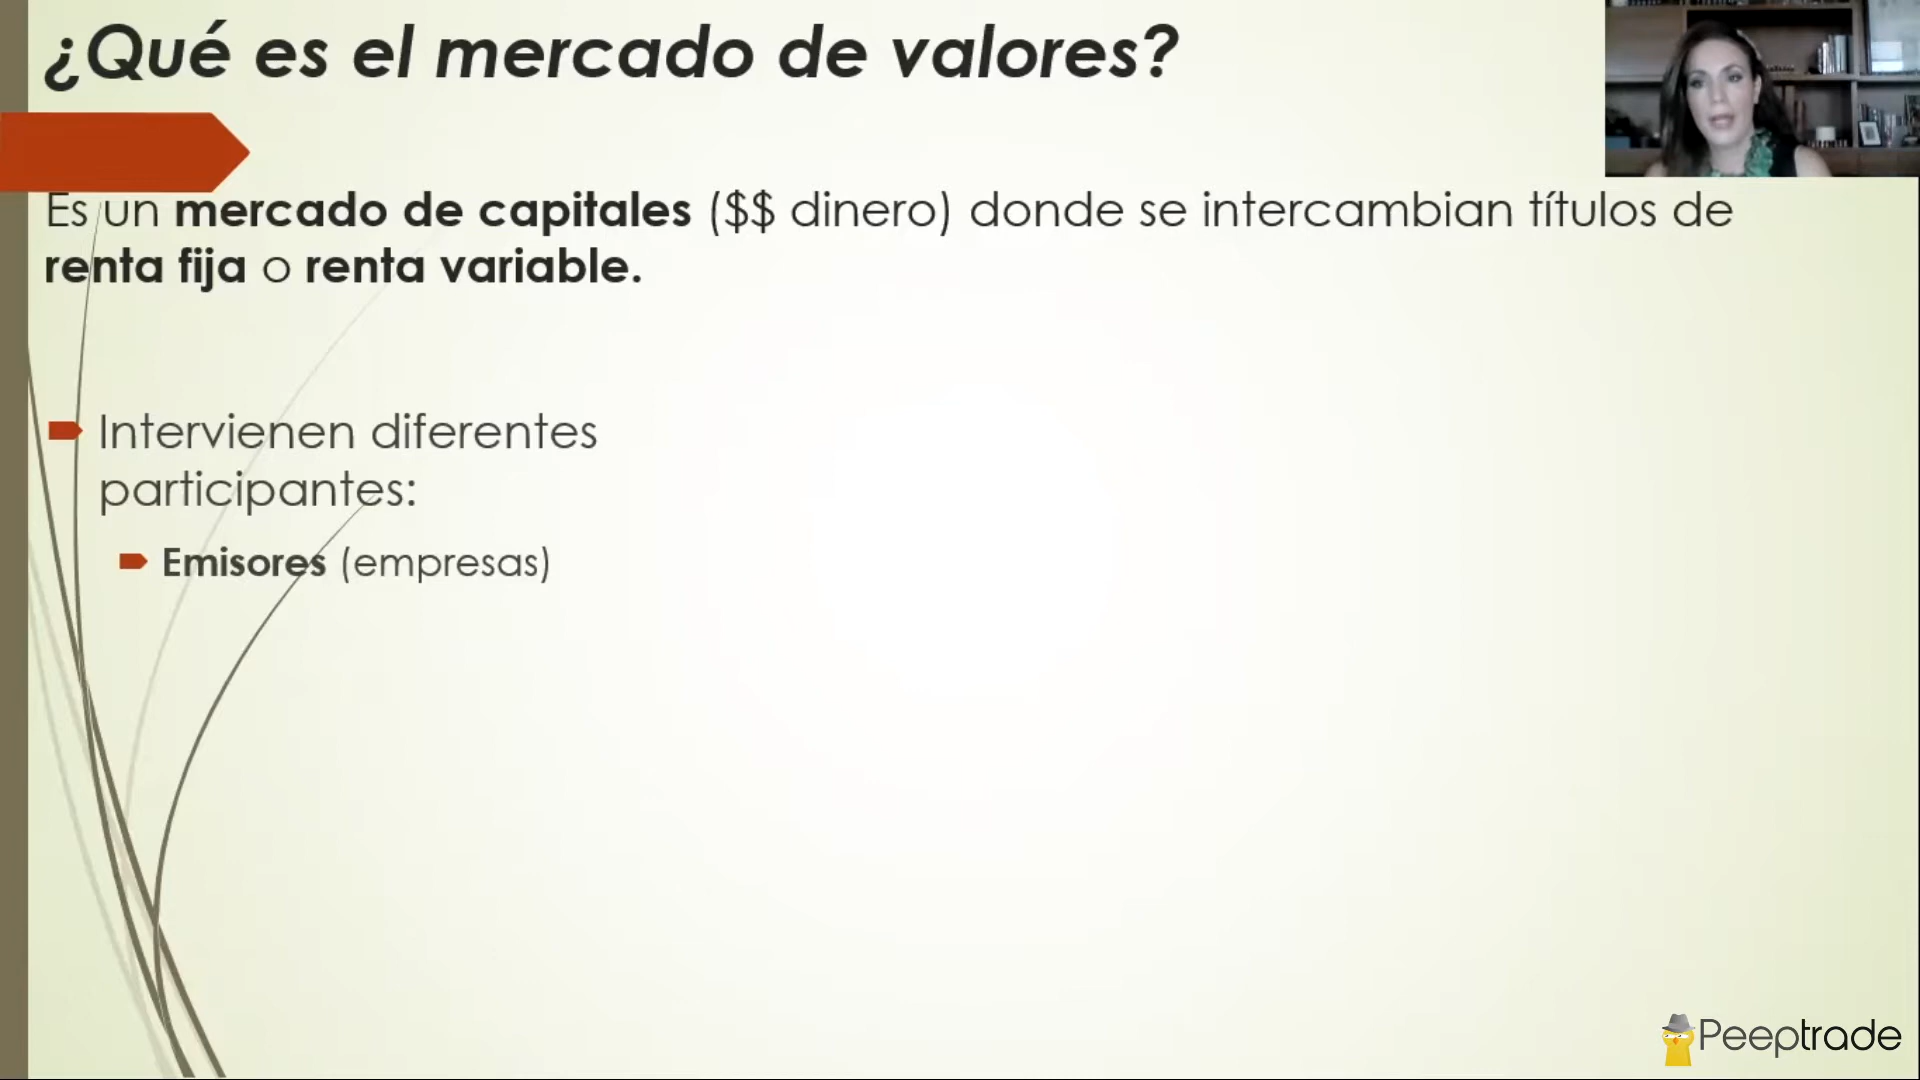 ¿Qué es el mercado de valores?
Es un mercado de capitales ($$ dinero) donde se intercambian títulos de
renta fija o renta variable.
Intervienen diferentes
participantes:
Emisores (empresas)
Peeptrade